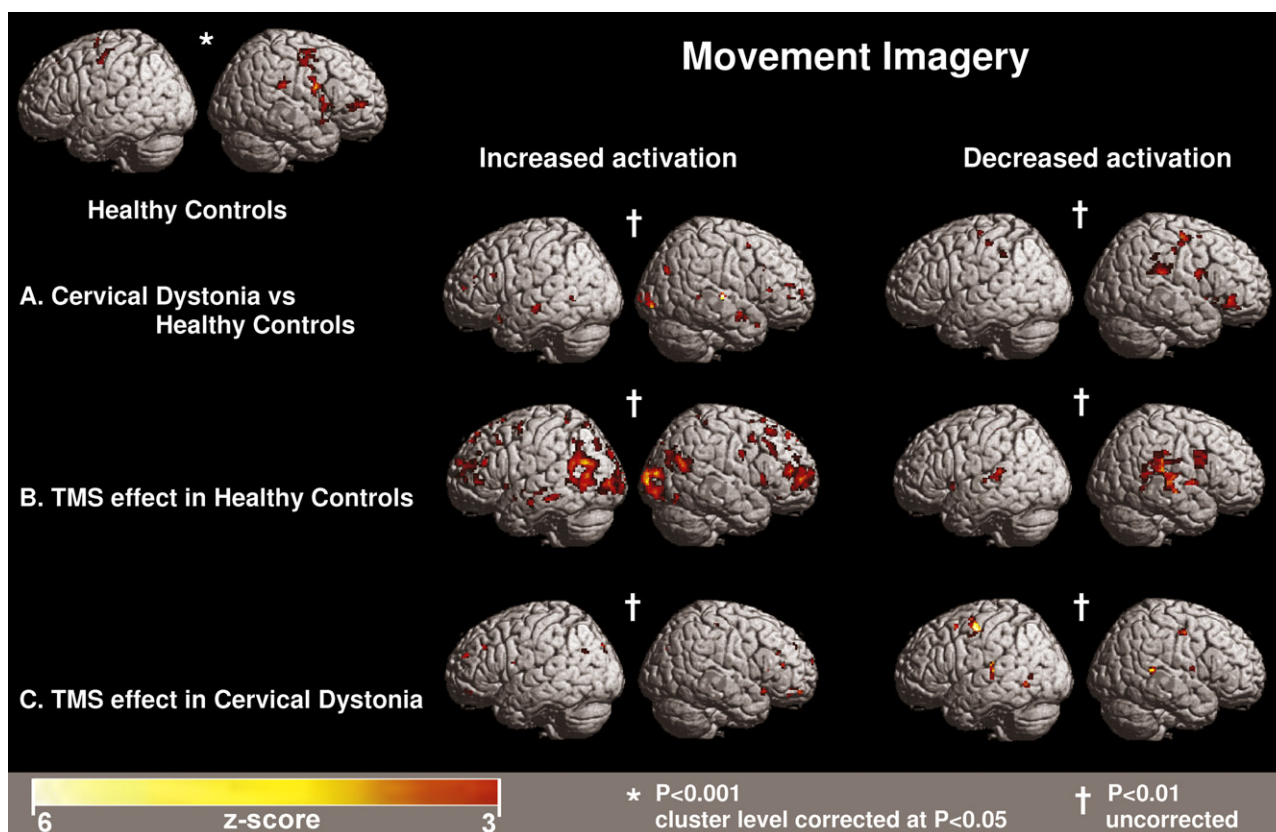 *
Movement Imagery
Healthy Controls
Increased activation
Decreased activation
† †
A. Cervical Dystonia vs
Healthy Controls
† †
B. TMS effect in Healthy Controls
† †
C. TMS effect in Cervical Dystonia
6 z-score 3
* P<0.001
cluster level corrected at P<0.05
† P<0.01
uncorrected